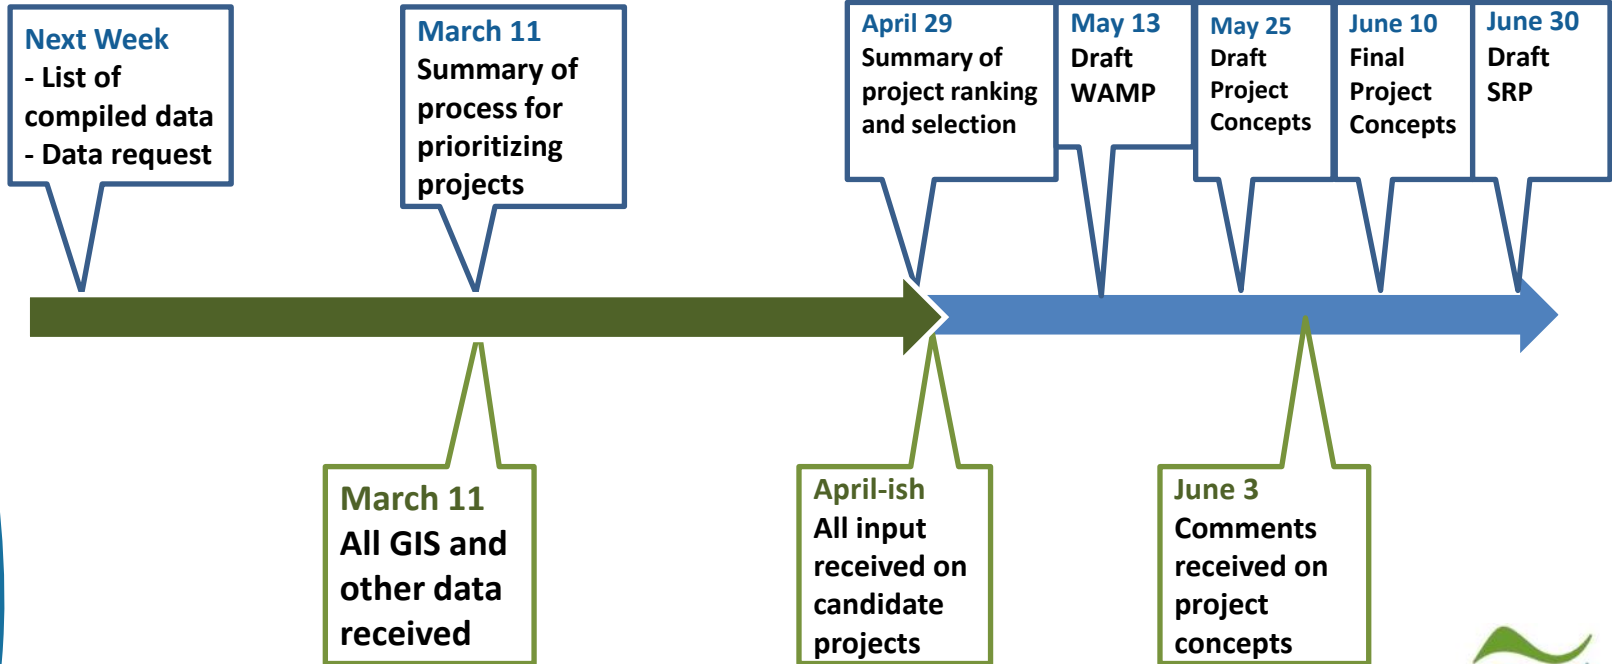 Next Week
- List of
compiled data
- Data request
March 11
Summary of
process for
prioritizing
projects
April 29
Summary of
project ranking
and selection
May 13
Draft
WAMP
May 25
Draft
Project
Concepts
June 10
Final
Project
Concepts
June 30
Draft
SRP
March 11
All GIS and
other data
received
April-ish
All input
received on
candidate
projects
June 3
Comments
received on
project
concepts